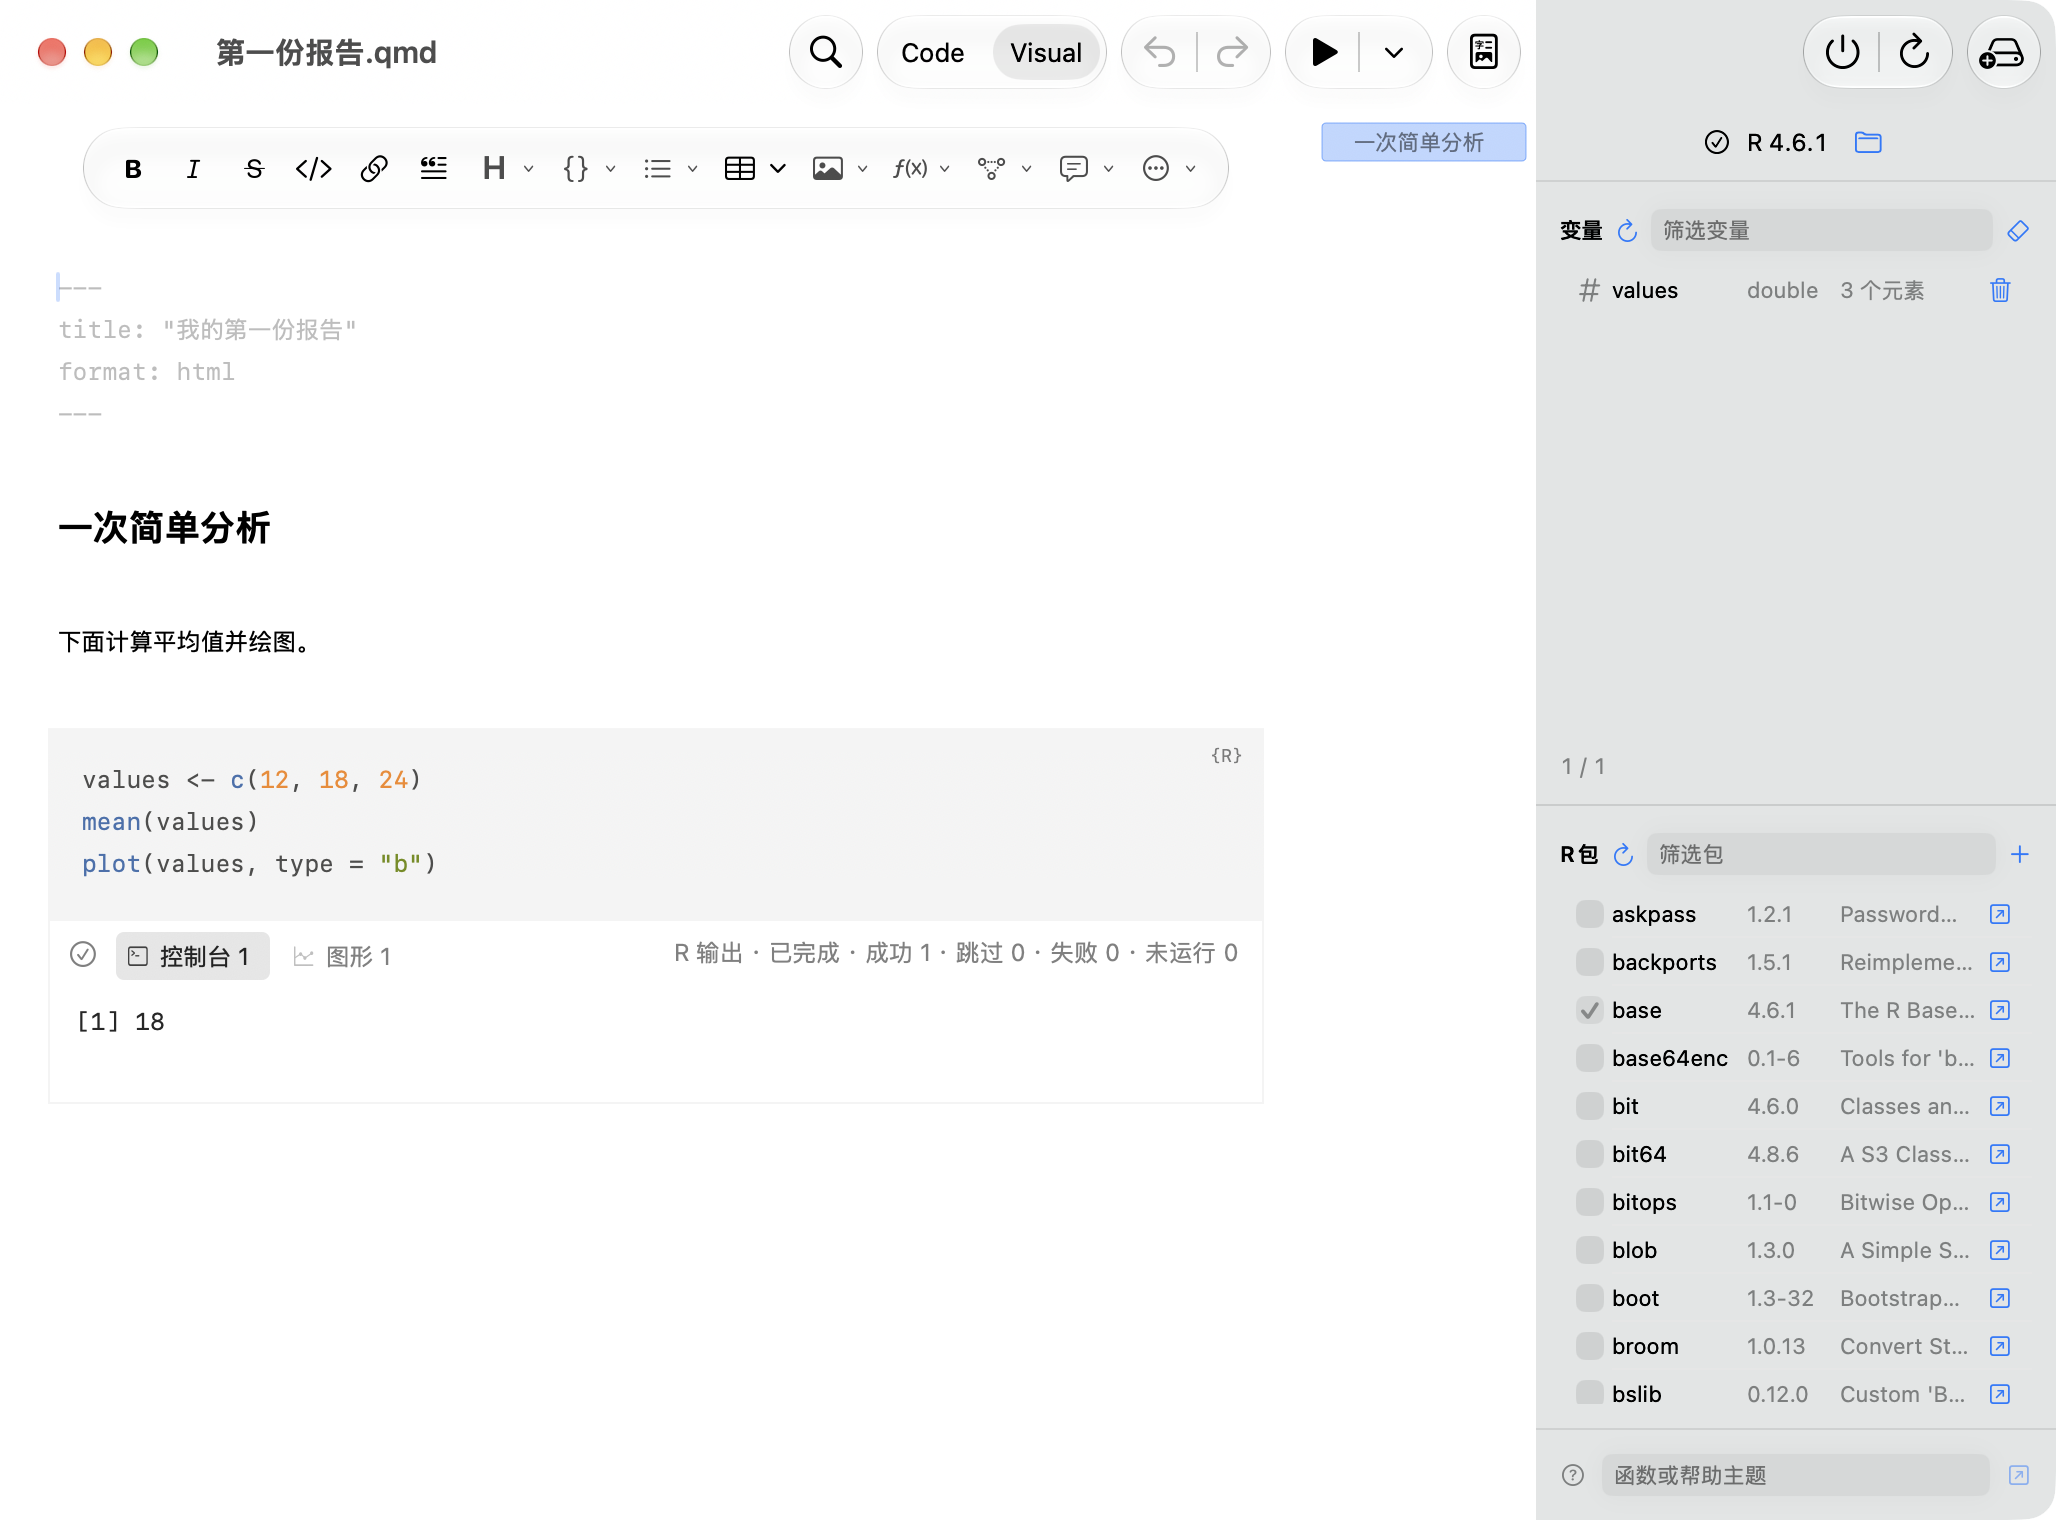 第一份报告.qmd
Code Visual
B I S </> H {} f(x)
一次简单分析
R 4.6.1
变量 筛选变量
# values double 3 个元素
---
title: "我的第一份报告"
format: html
---
一次简单分析
下面计算平均值并绘图。
{R}
values <- c(12, 18, 24)
mean(values)
plot(values, type = "b")
控制台 1 图形 1 R 输出 · 已完成 · 成功 1 · 跳过 0 · 失败 0 · 未运行 0
[1] 18
1 / 1
R 包 筛选包
askpass 1.2.1 Password...
backports 1.5.1 Reimpleme...
base 4.6.1 The R Base...
base64enc 0.1-6 Tools for 'b...
bit 4.6.0 Classes an...
bit64 4.8.6 A S3 Class...
bitops 1.1-0 Bitwise Op...
blob 1.3.0 A Simple S...
boot 1.3-32 Bootstrap...
broom 1.0.13 Convert St...
bslib 0.12.0 Custom 'B...
函数或帮助主题